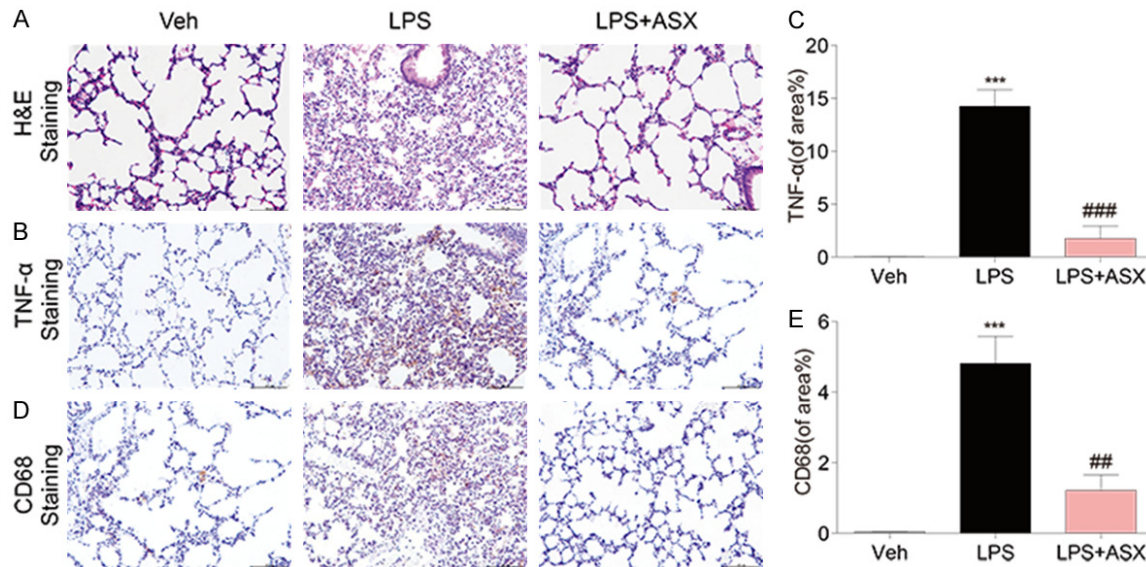 A
Veh
LPS
LPS+ASX
H&E
Staining
B
TNF-α
Staining
D
CD68
Staining
C
TNF-α(of area%)
20
15
10
5
0
***
###
Veh
LPS
LPS+ASX
E
CD68(of area%)
6
4
2
0
***
##
Veh
LPS
LPS+ASX